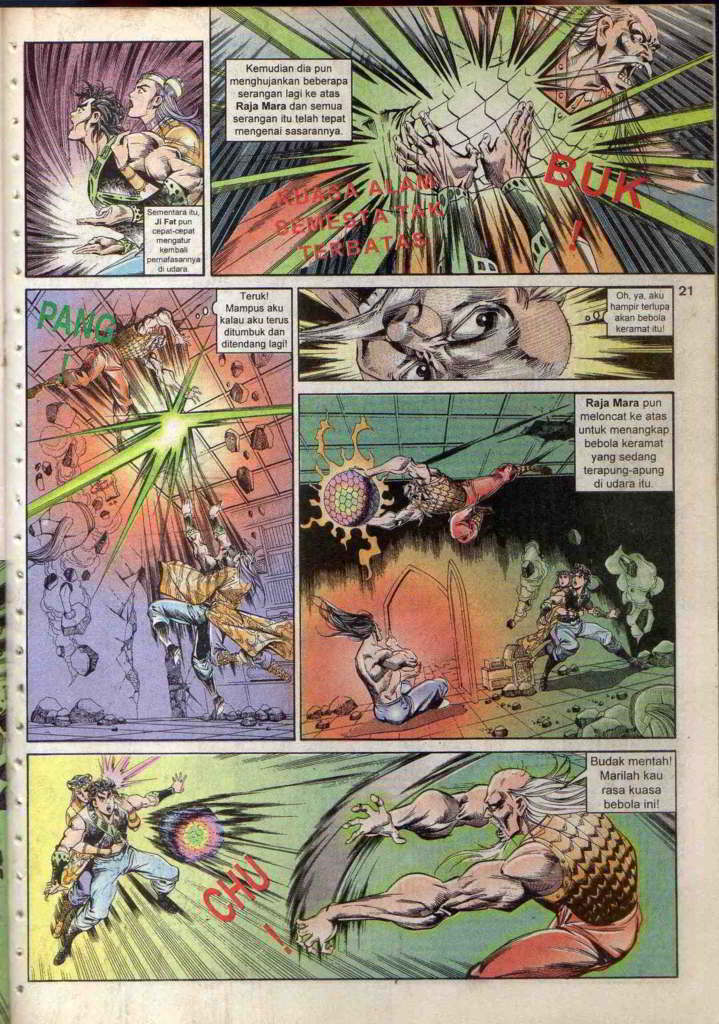 Sementara itu,
Ji Fat pun
cepat-cepat
mengatur
kembali
pernafasannya
di udara.
Kemudian dia pun
menghujankan beberapa
serangan lagi ke atas
Raja Mara dan semua
serangan itu telah tepat
mengenai sasarannya.
KUASA ALAM
SEMESTA TAK
TERBATAS
BUK
!
21
PANG
!
Teruk!
Mampus aku
kalau aku terus
ditumbuk dan
ditendang lagi!
Oh, ya, aku
hampir terlupa
akan bebola
keramat itu!
Raja Mara pun
meloncat ke atas
untuk menangkap
bebola keramat
yang sedang
terapung-apung
di udara itu.
CHU
!
Budak mentah!
Marilah kau
rasa kuasa
bebola ini!